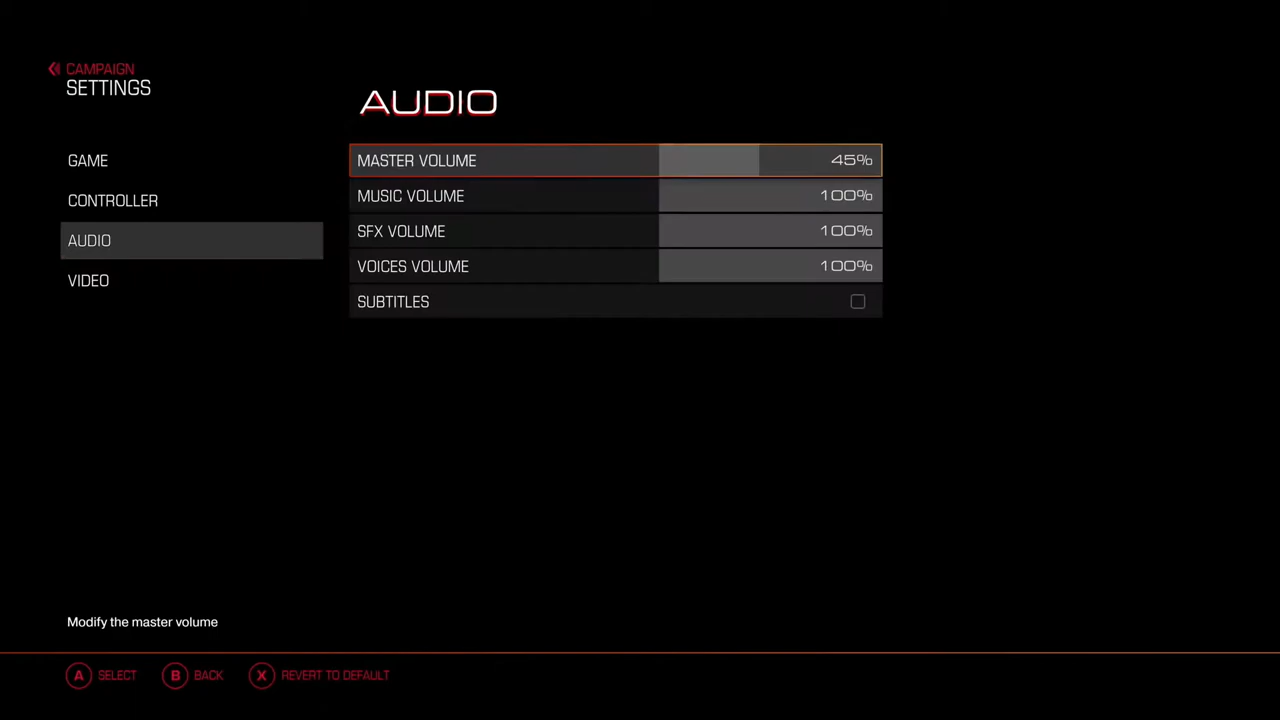 CAMPAIGN
SETTINGS
AUDIO
GAME
CONTROLLER
AUDIO
VIDEO
MASTER VOLUME 45%
MUSIC VOLUME 100%
SFX VOLUME 100%
VOICES VOLUME 100%
SUBTITLES
Modify the master volume
A SELECT B BACK X REVERT TO DEFAULT